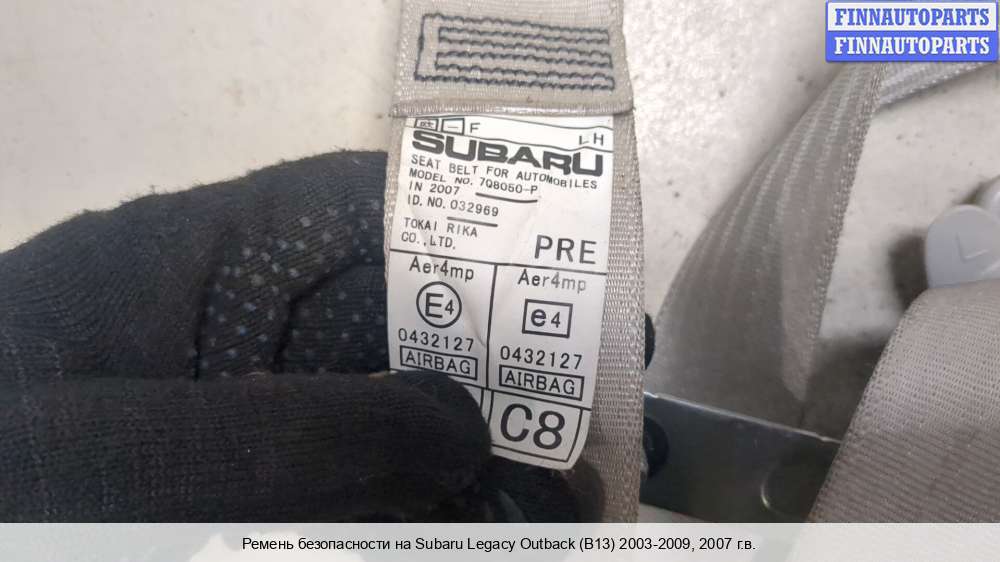 FINNAUTOPARTS
FINNAUTOPARTS
F LH
SUBARU
SEAT BELT FOR AUTOMOBILES
MODEL NO. 7Q8050-P
IN 2007
ID. NO. 032969
TOKAI RIKA
CO.,LTD.
PRE
Aer4mp
E4
0432127
AIRBAG
Aer4mp
e4
0432127
AIRBAG
C8
L
Ремень безопасности на Subaru Legacy Outback (B13) 2003-2009, 2007 г.в.